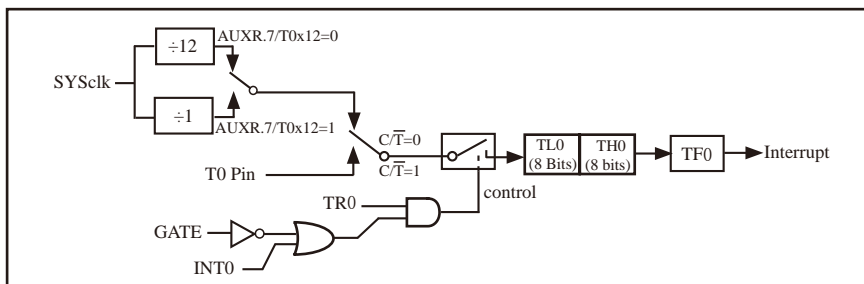 ÷12
AUXR.7/T0x12=0
SYSclk
÷1
AUXR.7/T0x12=1
C/T̅=0
C/T̅=1
T0 Pin
TL0
(8 Bits)
TH0
(8 bits)
TF0
Interrupt
control
TR0
GATE
INT0